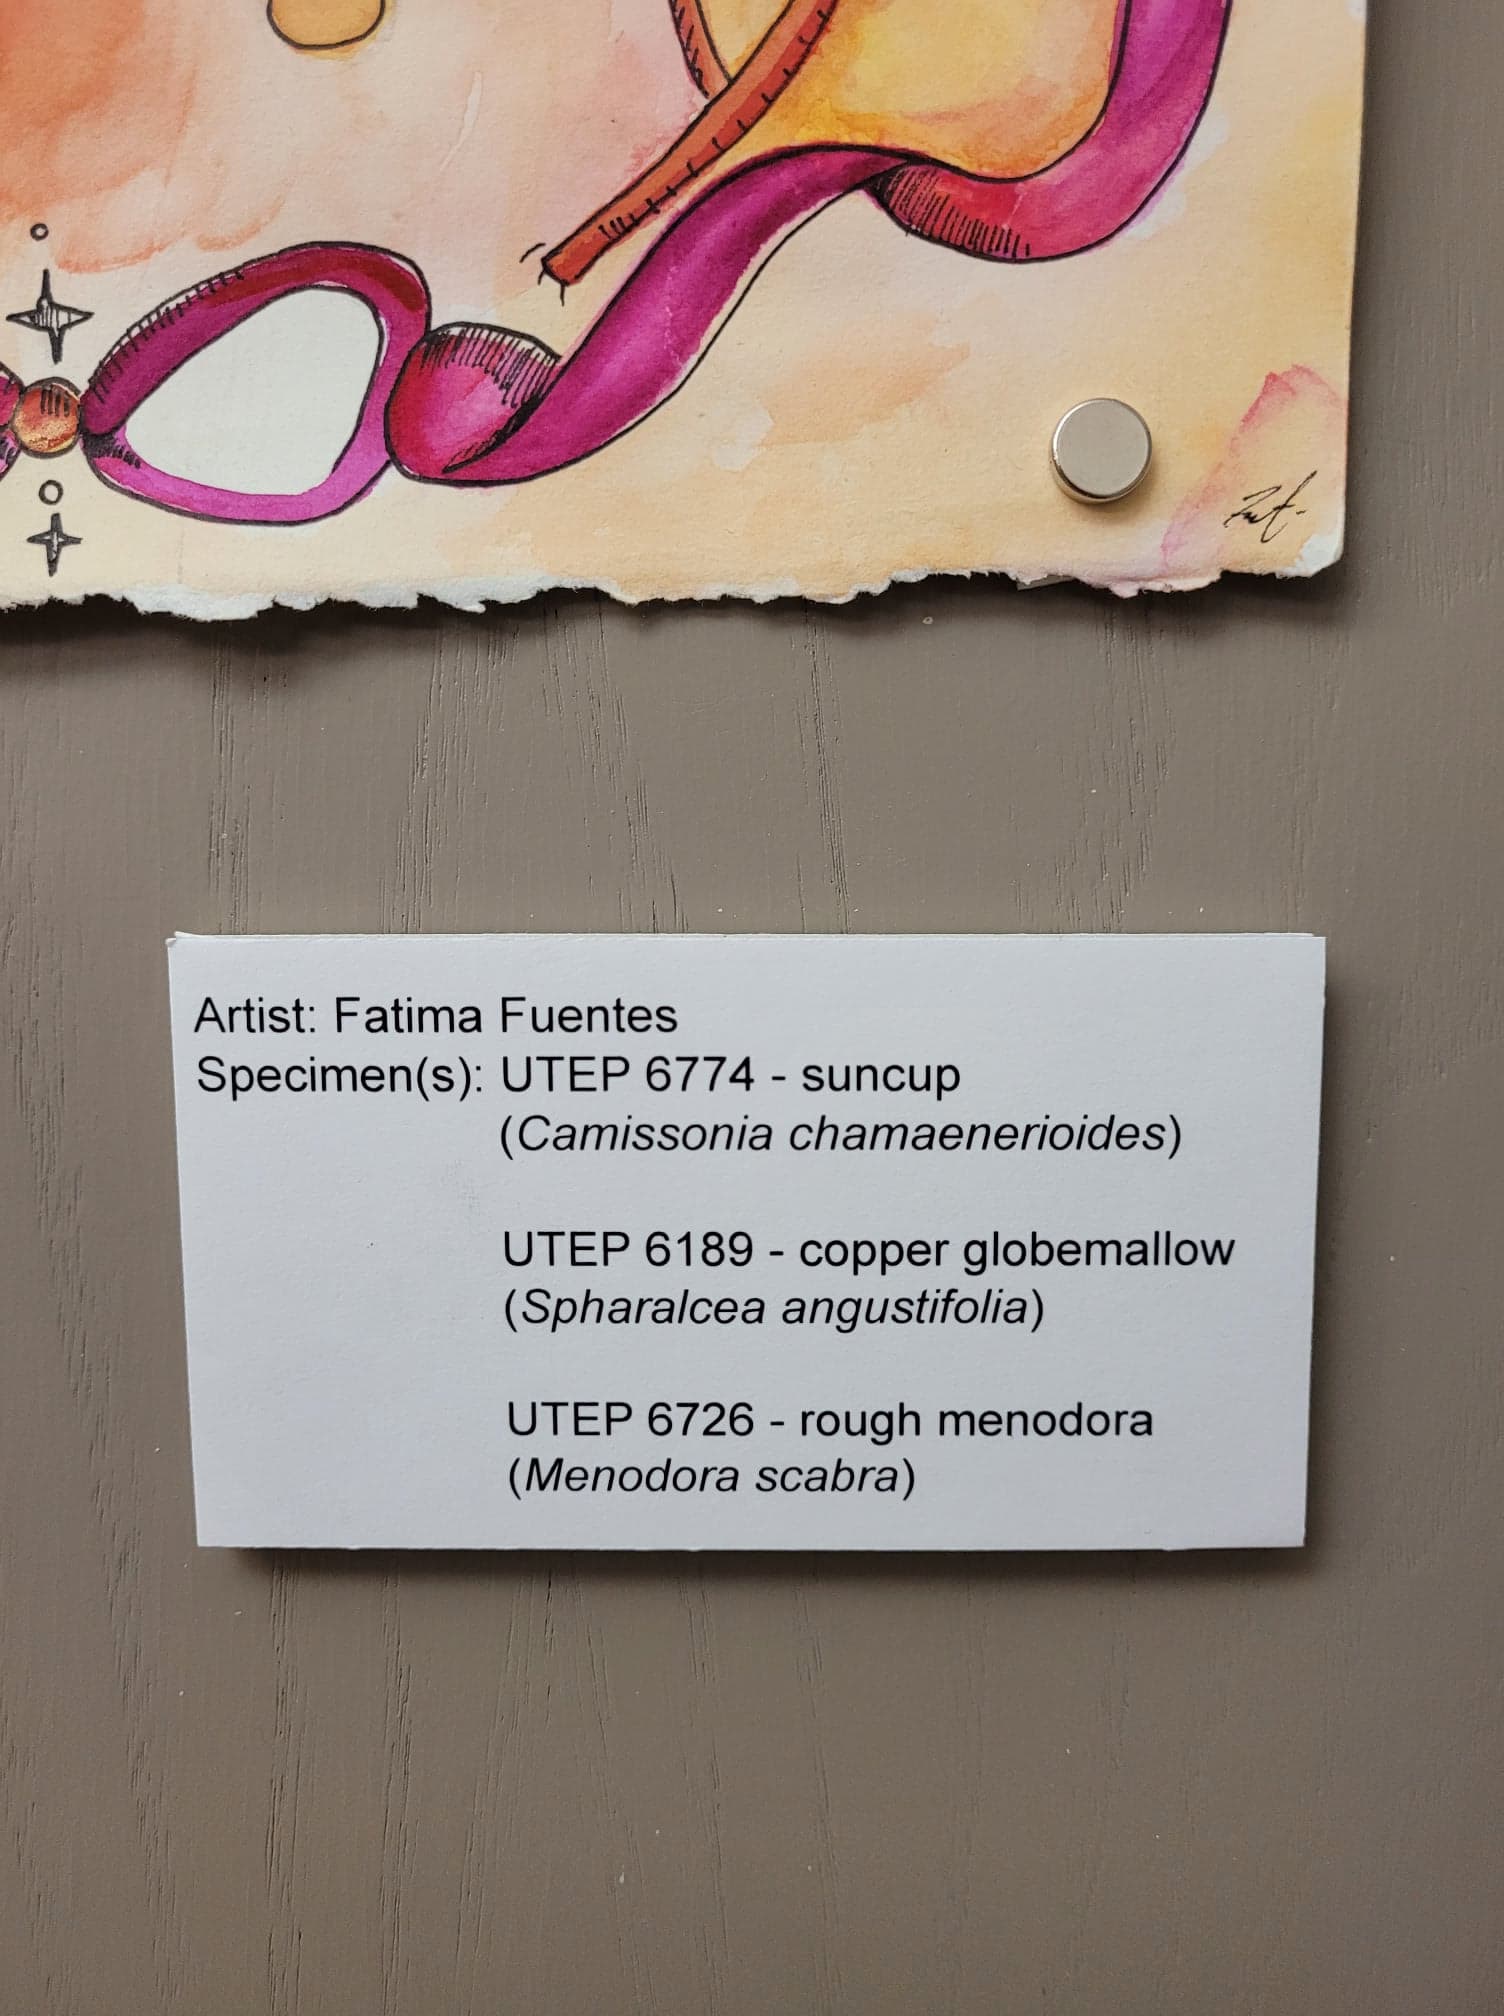 Artist: Fatima Fuentes
Specimen(s): UTEP 6774 - suncup
(Camissonia chamaenerioides)
UTEP 6189 - copper globemallow
(Spharalcea angustifolia)
UTEP 6726 - rough menodora
(Menodora scabra)